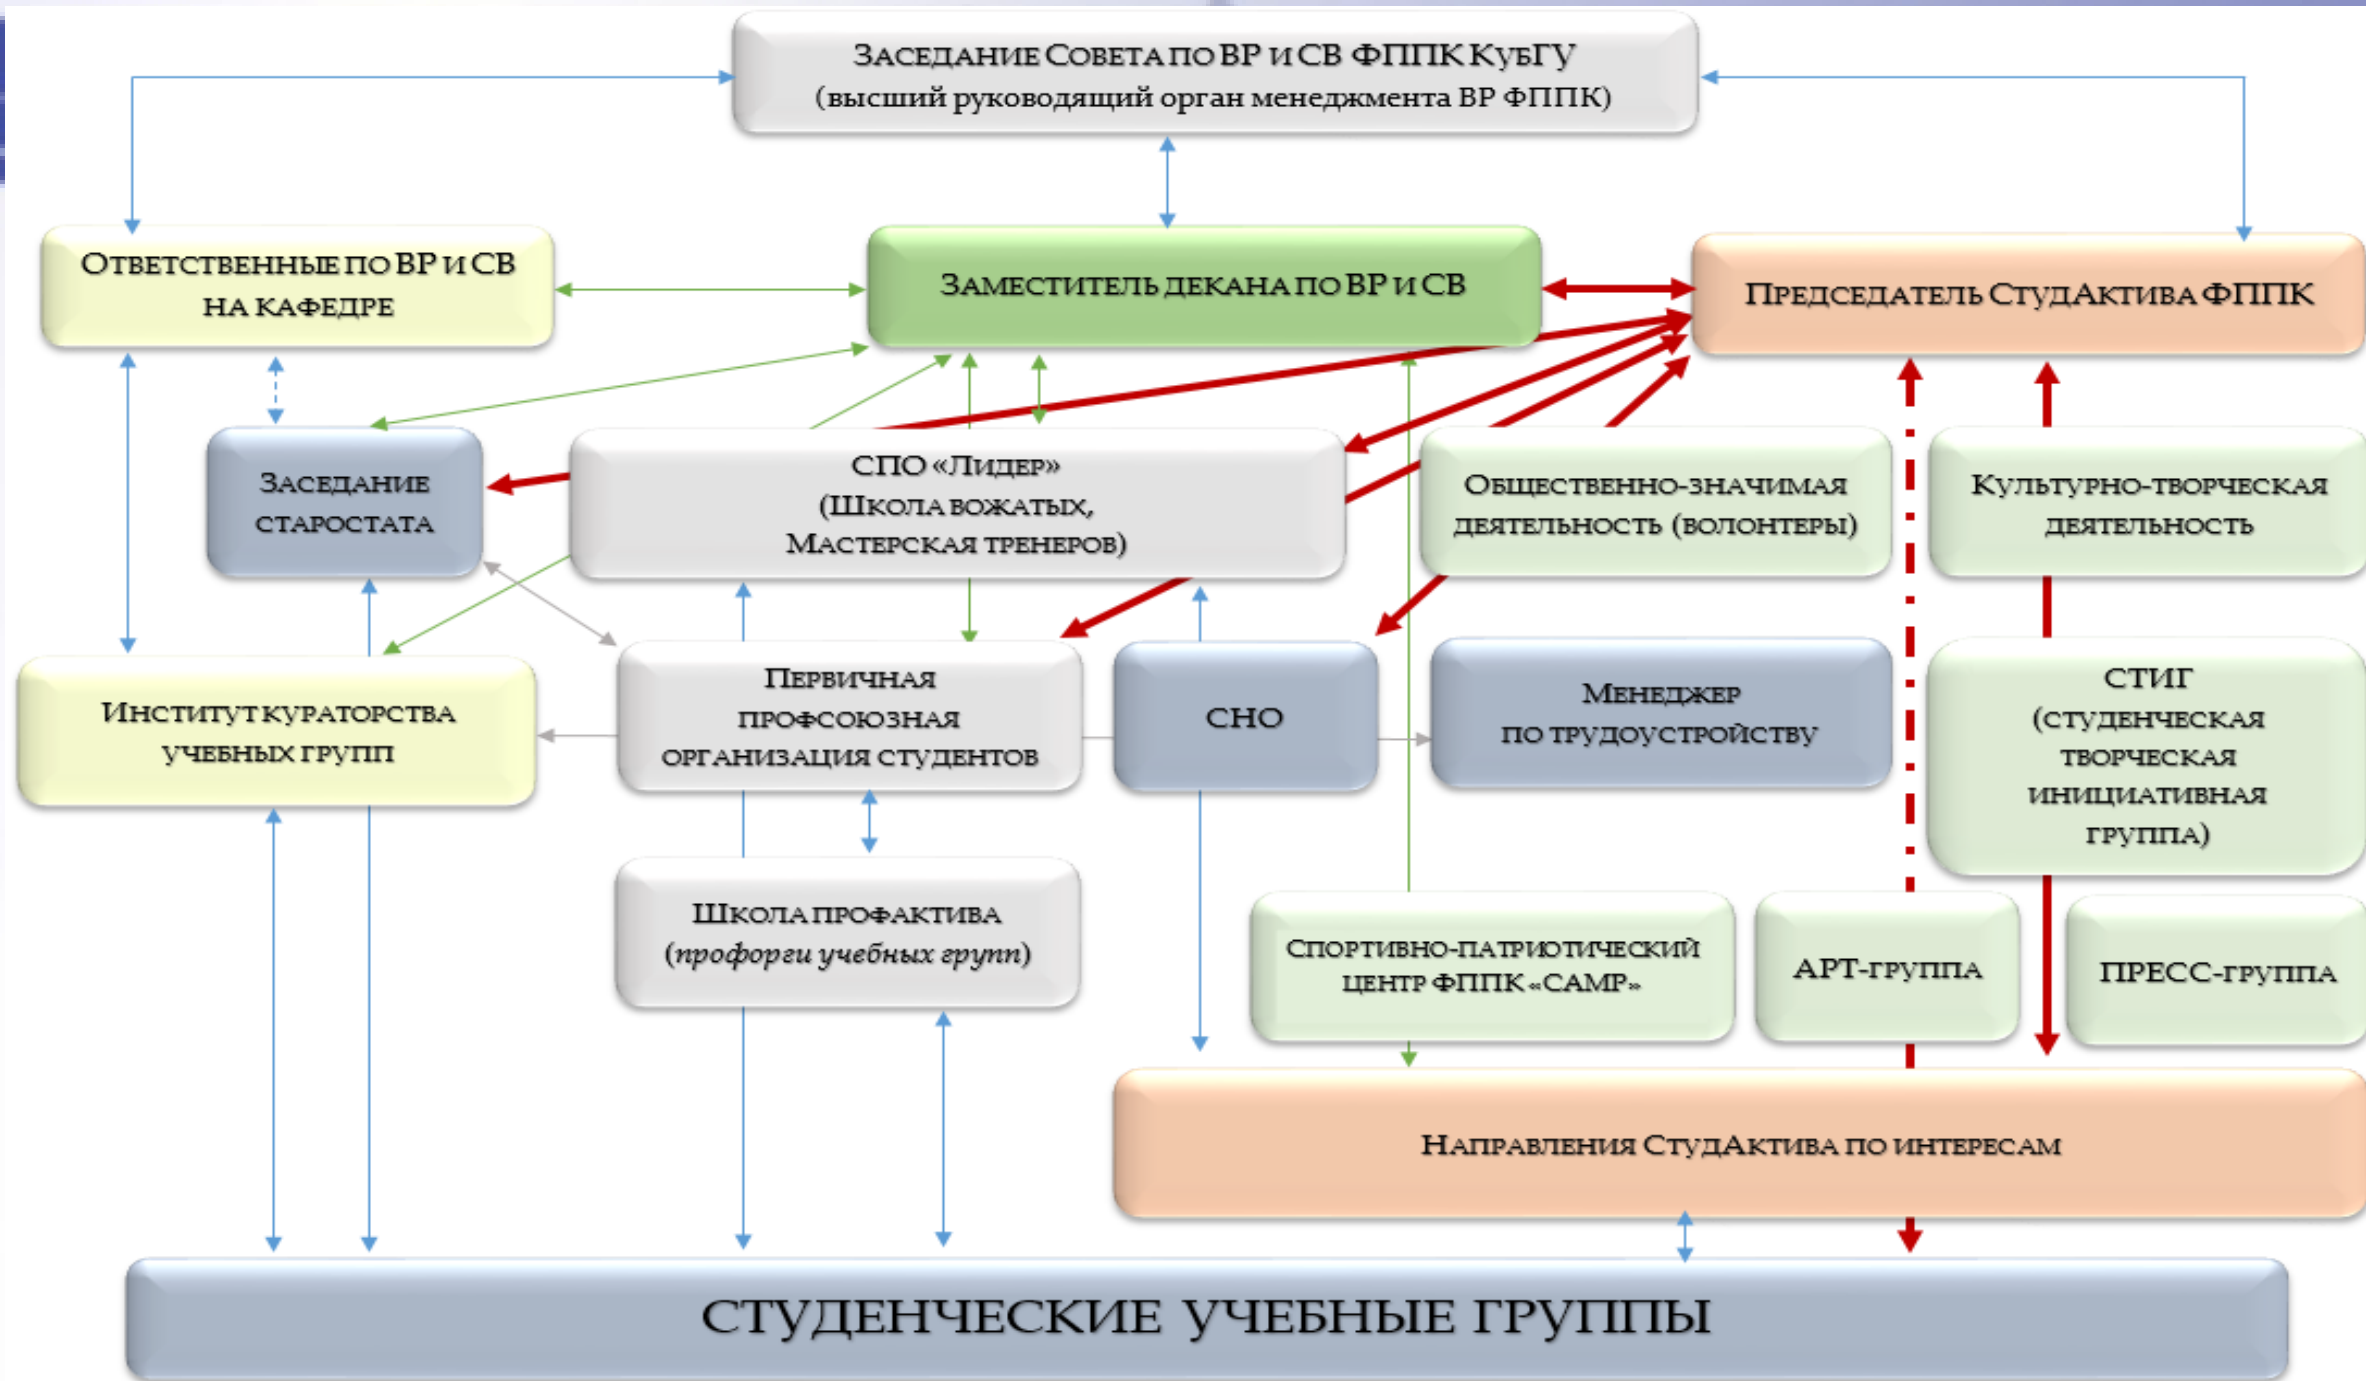 ЗАСЕДАНИЕ СОВЕТА ПО ВР И СВ ФППК КУБГУ
(высший руководящий орган менеджмента ВР ФППК)
ОТВЕТСТВЕННЫЕ ПО ВР И СВ
НА КАФЕДРЕ
ЗАМЕСТИТЕЛЬ ДЕКАНА ПО ВР И СВ
ПРЕДСЕДАТЕЛЬ СТУДАКТИВА ФППК
ЗАСЕДАНИЕ
СТАРОСТАТА
СПО «ЛИДЕР»
(ШКОЛА ВОЖАТЫХ,
МАСТЕРСКАЯ ТРЕНЕРОВ)
ОБЩЕСТВЕННО-ЗНАЧИМАЯ
ДЕЯТЕЛЬНОСТЬ (ВОЛОНТЕРЫ)
КУЛЬТУРНО-ТВОРЧЕСКАЯ
ДЕЯТЕЛЬНОСТЬ
ИНСТИТУТ КУРАТОРСТВА
УЧЕБНЫХ ГРУПП
ПЕРВИЧНАЯ
ПРОФСОЮЗНАЯ
ОРГАНИЗАЦИЯ СТУДЕНТОВ
СНО
МЕНЕДЖЕР
ПО ТРУДОУСТРОЙСТВУ
СТИГ
(СТУДЕНЧЕСКАЯ
ТВОРЧЕСКАЯ
ИНИЦИАТИВНАЯ
ГРУППА)
ШКОЛА ПРОФАКТИВА
(профорги учебных групп)
СПОРТИВНО-ПАТРИОТИЧЕСКИЙ
ЦЕНТР ФППК «САМР»
АРТ-ГРУППА
ПРЕСС-ГРУППА
НАПРАВЛЕНИЯ СТУДАКТИВА ПО ИНТЕРЕСАМ
СТУДЕНЧЕСКИЕ УЧЕБНЫЕ ГРУППЫ